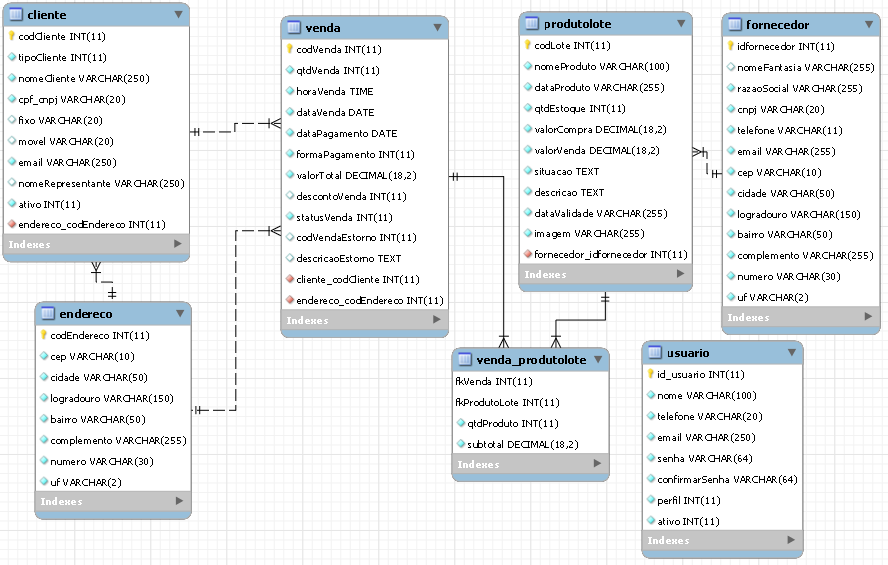 cliente
codCliente INT(11)
tipoCliente INT(11)
nomeCliente VARCHAR(250)
cpf_cnpj VARCHAR(20)
fixo VARCHAR(20)
movel VARCHAR(20)
email VARCHAR(250)
nomeRepresentante VARCHAR(250)
ativo INT(11)
endereco_codEndereco INT(11)
Indexes
venda
codVenda INT(11)
qtdVenda INT(11)
horaVenda TIME
dataVenda DATE
dataPagamento DATE
formaPagamento INT(11)
valorTotal DECIMAL(18,2)
descontoVenda INT(11)
statusVenda INT(11)
codVendaEstorno INT(11)
descricaoEstorno TEXT
cliente_codCliente INT(11)
endereco_codEndereco INT(11)
Indexes
produtolote
codLote INT(11)
nomeProduto VARCHAR(100)
dataProduto VARCHAR(255)
qtdEstoque INT(11)
valorCompra DECIMAL(18,2)
valorVenda DECIMAL(18,2)
situacao TEXT
descricao TEXT
dataValidade VARCHAR(255)
imagem VARCHAR(255)
fornecedor_idfornecedor INT(11)
Indexes
fornecedor
idfornecedor INT(11)
nomeFantasia VARCHAR(255)
razaoSocial VARCHAR(255)
cnpj VARCHAR(20)
telefone VARCHAR(11)
email VARCHAR(255)
cep VARCHAR(10)
cidade VARCHAR(50)
logradouro VARCHAR(150)
bairro VARCHAR(50)
complemento VARCHAR(255)
numero VARCHAR(30)
uf VARCHAR(2)
Indexes
endereco
codEndereco INT(11)
cep VARCHAR(10)
cidade VARCHAR(50)
logradouro VARCHAR(150)
bairro VARCHAR(50)
complemento VARCHAR(255)
numero VARCHAR(30)
uf VARCHAR(2)
Indexes
venda_produtolote
fkVenda INT(11)
fkProdutoLote INT(11)
qtdProduto INT(11)
subtotal DECIMAL(18,2)
Indexes
usuario
id_usuario INT(11)
nome VARCHAR(100)
telefone VARCHAR(20)
email VARCHAR(250)
senha VARCHAR(64)
confirmarSenha VARCHAR(64)
perfil INT(11)
ativo INT(11)
Indexes